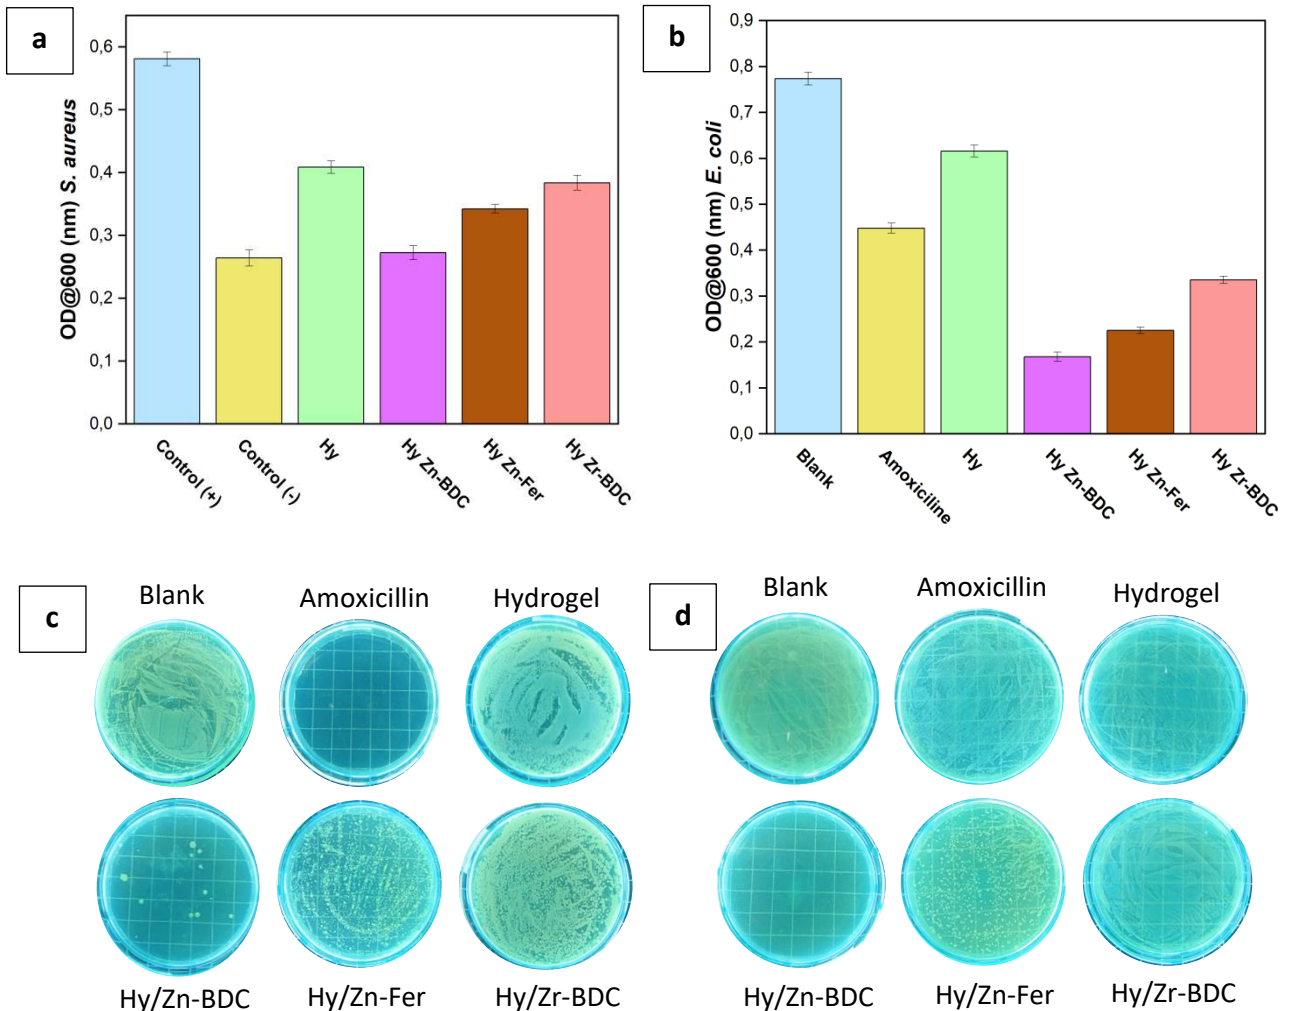 a
0,6
0,5
0,4
0,3
0,2
0,1
0,0
OD@600 (nm) S. aureus
Control (+)
Control (-)
Hy
Hy Zn-BDC
Hy Zn-Fer
Hy Zr-BDC
b
0,9
0,8
0,7
0,6
0,5
0,4
0,3
0,2
0,1
0,0
OD@600 (nm) E. coli
Blank
Amoxiciline
Hy
Hy Zn-BDC
Hy Zn-Fer
Hy Zr-BDC
c
Blank
Amoxicillin
Hydrogel
Hy/Zn-BDC
Hy/Zn-Fer
Hy/Zr-BDC
d
Blank
Amoxicillin
Hydrogel
Hy/Zn-BDC
Hy/Zn-Fer
Hy/Zr-BDC